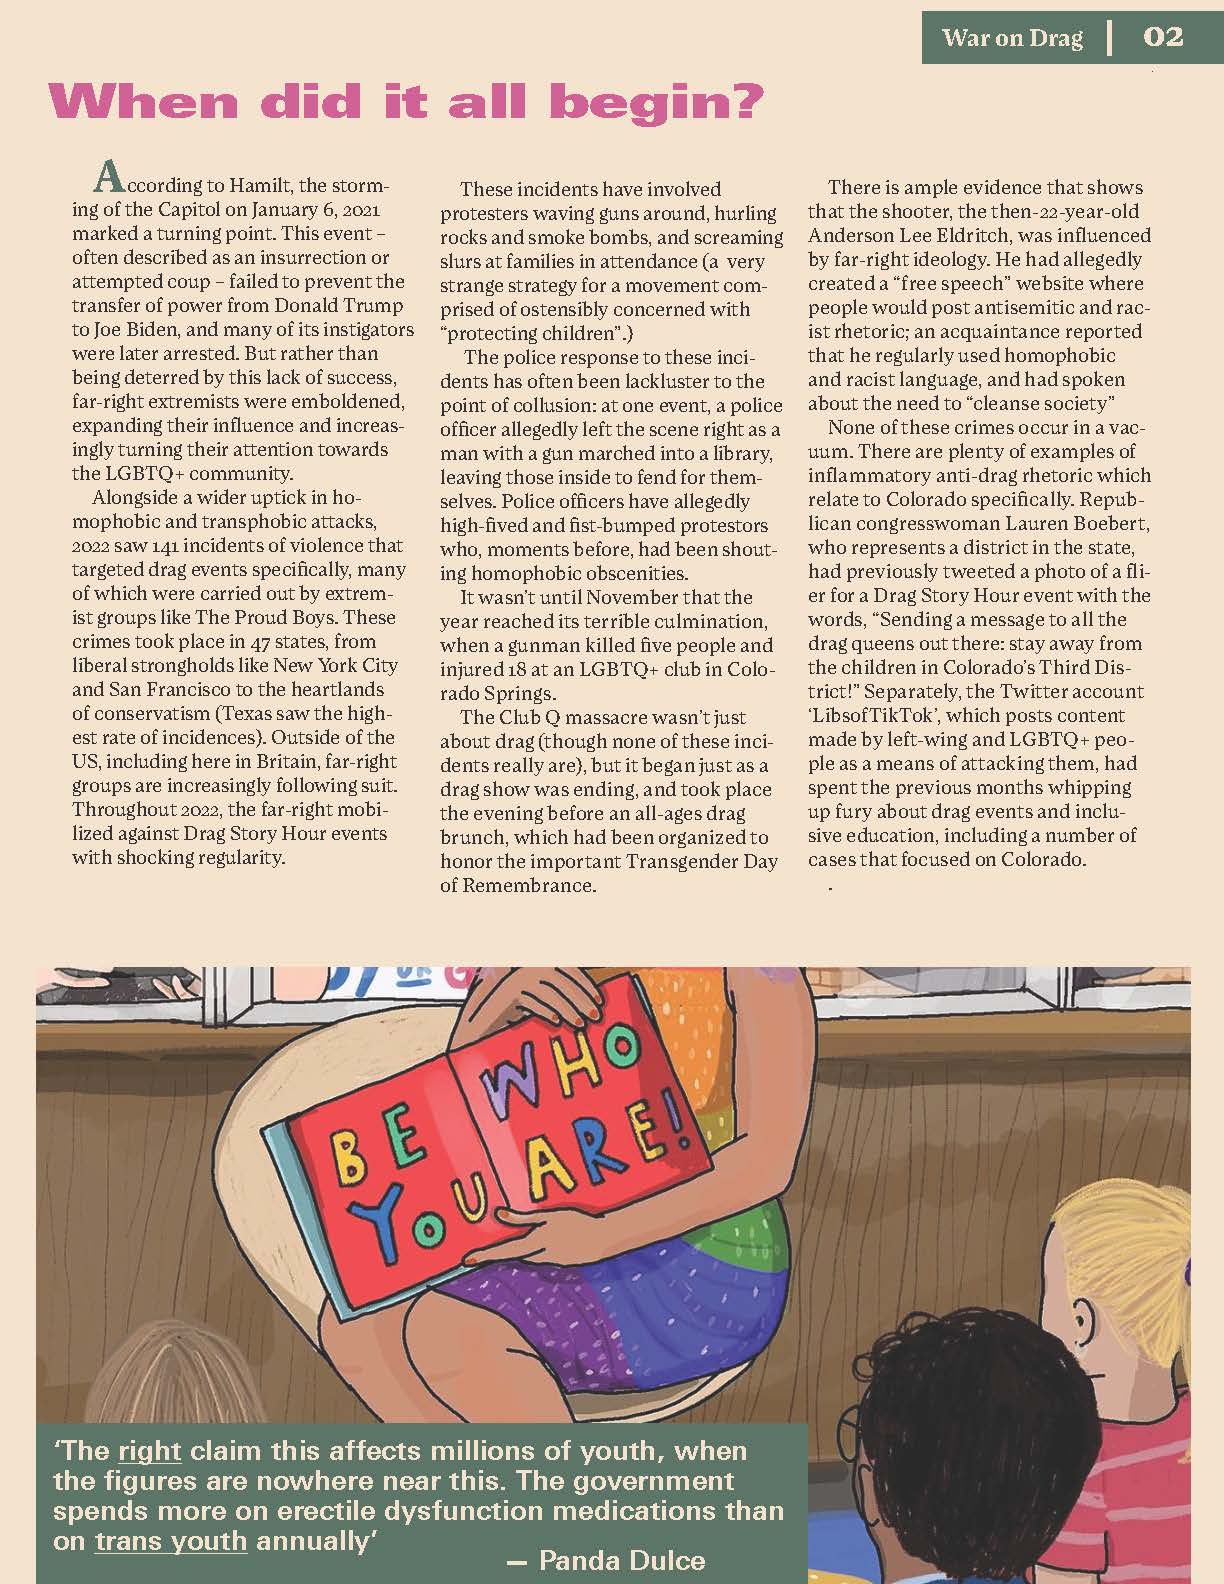 War on Drag | 02
When did it all begin?
According to Hamilt, the storm-
ing of the Capitol on January 6, 2021
marked a turning point. This event –
often described as an insurrection or
attempted coup – failed to prevent the
transfer of power from Donald Trump
to Joe Biden, and many of its instigators
were later arrested. But rather than
being deterred by this lack of success,
far-right extremists were emboldened,
expanding their influence and increas-
ingly turning their attention towards
the LGBTQ+ community.
Alongside a wider uptick in ho-
mophobic and transphobic attacks,
2022 saw 141 incidents of violence that
targeted drag events specifically, many
of which were carried out by extrem-
ist groups like The Proud Boys. These
crimes took place in 47 states, from
liberal strongholds like New York City
and San Francisco to the heartlands
of conservatism (Texas saw the high-
est rate of incidences). Outside of the
US, including here in Britain, far-right
groups are increasingly following suit.
Throughout 2022, the far-right mobi-
lized against Drag Story Hour events
with shocking regularity.
These incidents have involved
protesters waving guns around, hurling
rocks and smoke bombs, and screaming
slurs at families in attendance (a very
strange strategy for a movement com-
prised of ostensibly concerned with
“protecting children”.)
The police response to these inci-
dents has often been lackluster to the
point of collusion: at one event, a police
officer allegedly left the scene right as a
man with a gun marched into a library,
leaving those inside to fend for them-
selves. Police officers have allegedly
high-fived and fist-bumped protestors
who, moments before, had been shout-
ing homophobic obscenities.
It wasn’t until November that the
year reached its terrible culmination,
when a gunman killed five people and
injured 18 at an LGBTQ+ club in Colo-
rado Springs.
The Club Q massacre wasn’t just
about drag (though none of these inci-
dents really are), but it began just as a
drag show was ending, and took place
the evening before an all-ages drag
brunch, which had been organized to
honor the important Transgender Day
of Remembrance.
There is ample evidence that shows
that the shooter, the then-22-year-old
Anderson Lee Eldritch, was influenced
by far-right ideology. He had allegedly
created a “free speech” website where
people would post antisemitic and rac-
ist rhetoric; an acquaintance reported
that he regularly used homophobic
and racist language, and had spoken
about the need to “cleanse society”
None of these crimes occur in a vac-
uum. There are plenty of examples of
inflammatory anti-drag rhetoric which
relate to Colorado specifically. Repub-
lican congresswoman Lauren Boebert,
who represents a district in the state,
had previously tweeted a photo of a fli-
er for a Drag Story Hour event with the
words, “Sending a message to all the
drag queens out there: stay away from
the children in Colorado’s Third Dis-
trict!” Separately, the Twitter account
‘LibsofTikTok’, which posts content
made by left-wing and LGBTQ+ peo-
ple as a means of attacking them, had
spent the previous months whipping
up fury about drag events and inclu-
sive education, including a number of
cases that focused on Colorado.
.
OR G
BE
YOU
WHO
ARE!
‘The right claim this affects millions of youth, when
the figures are nowhere near this. The government
spends more on erectile dysfunction medications than
on trans youth annually’
— Panda Dulce